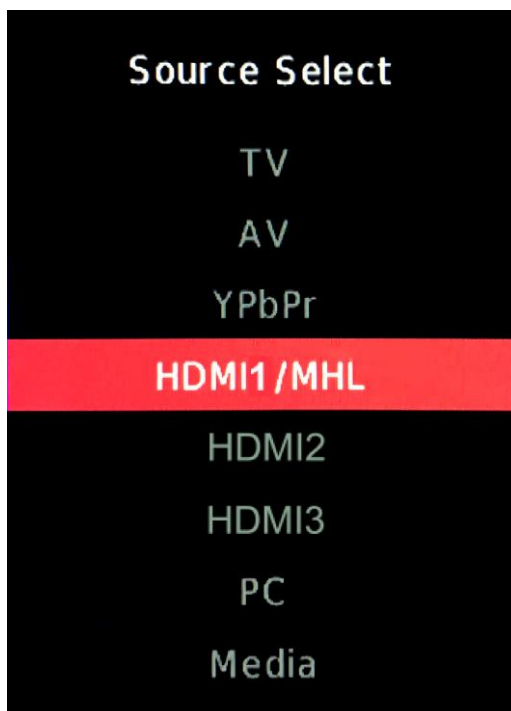 Source Select
TV
AV
YPbPr
HDMI1/MHL
HDMI2
HDMI3
PC
Media